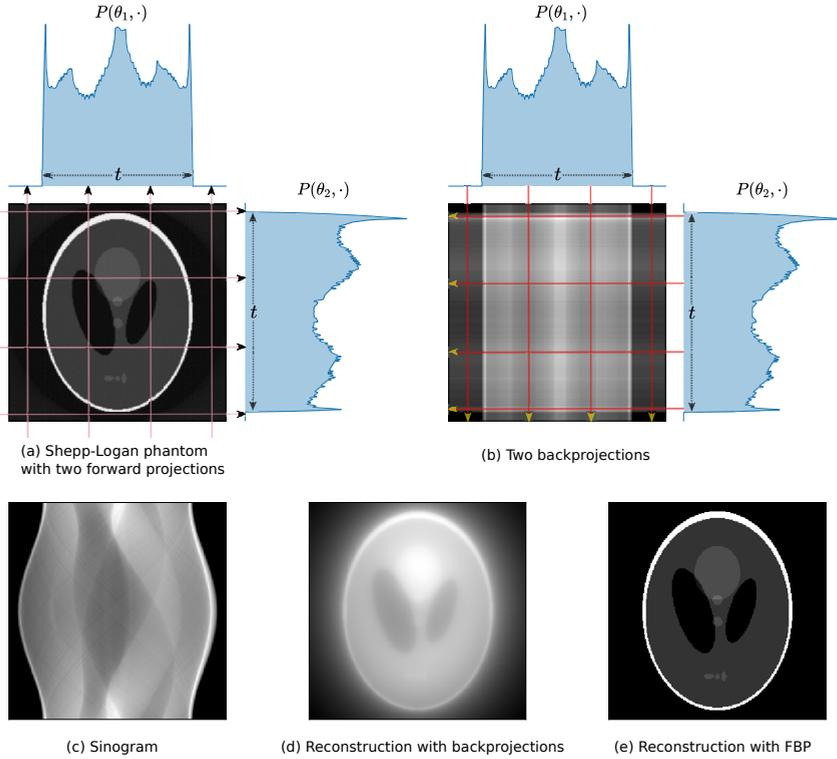 P(θ₁, ·)
P(θ₁, ·)
t
t
P(θ₂, ·)
P(θ₂, ·)
t
t
(a) Shepp-Logan phantom
with two forward projections
(b) Two backprojections
(c) Sinogram
(d) Reconstruction with backprojections
(e) Reconstruction with FBP